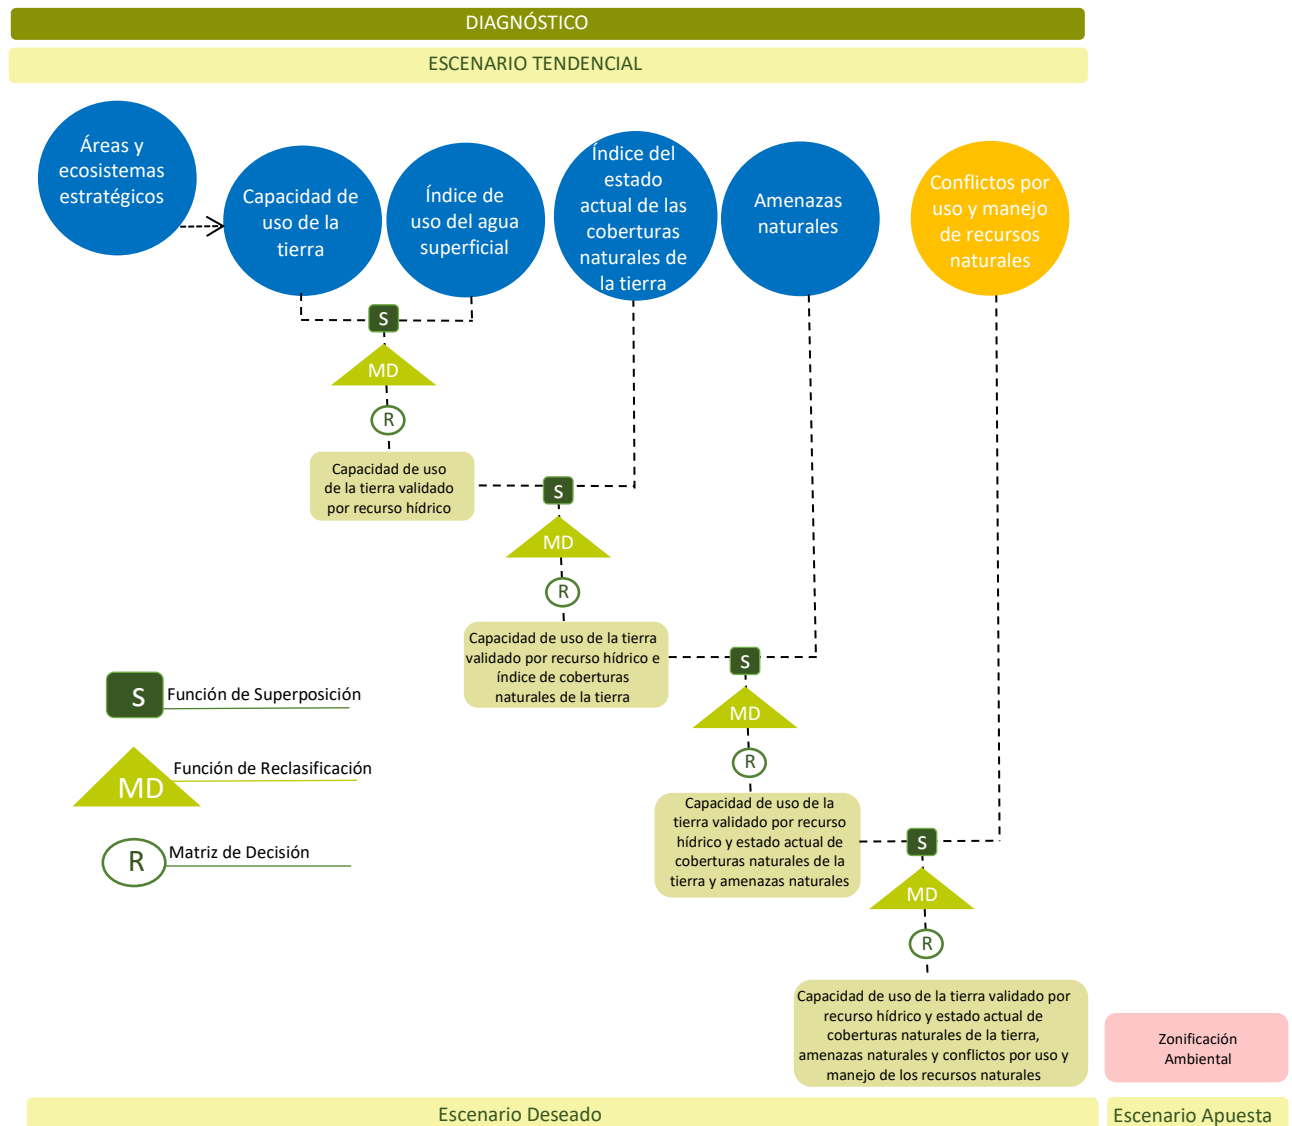 DIAGNÓSTICO
ESCENARIO TENDENCIAL
Áreas y
ecosistemas
estratégicos
Capacidad de
uso de la
tierra
Índice de
uso del agua
superficial
Índice del
estado
actual de las
coberturas
naturales de
la tierra
Amenazas
naturales
Conflictos por
uso y manejo
de recursos
naturales
S
MD
R
Capacidad de uso
de la tierra validado
por recurso hídrico
S
MD
R
Capacidad de uso de la tierra
validado por recurso hídrico e
índice de coberturas
naturales de la tierra
S
MD
R
Capacidad de uso de la
tierra validado por recurso
hídrico y estado actual de
coberturas naturales de la
tierra y amenazas naturales
S
MD
R
Capacidad de uso de la tierra validado por
recurso hídrico y estado actual de
coberturas naturales de la tierra,
amenazas naturales y conflictos por uso y
manejo de los recursos naturales
S Función de Superposición
MD Función de Reclasificación
R Matriz de Decisión
Zonificación
Ambiental
Escenario Deseado
Escenario Apuesta